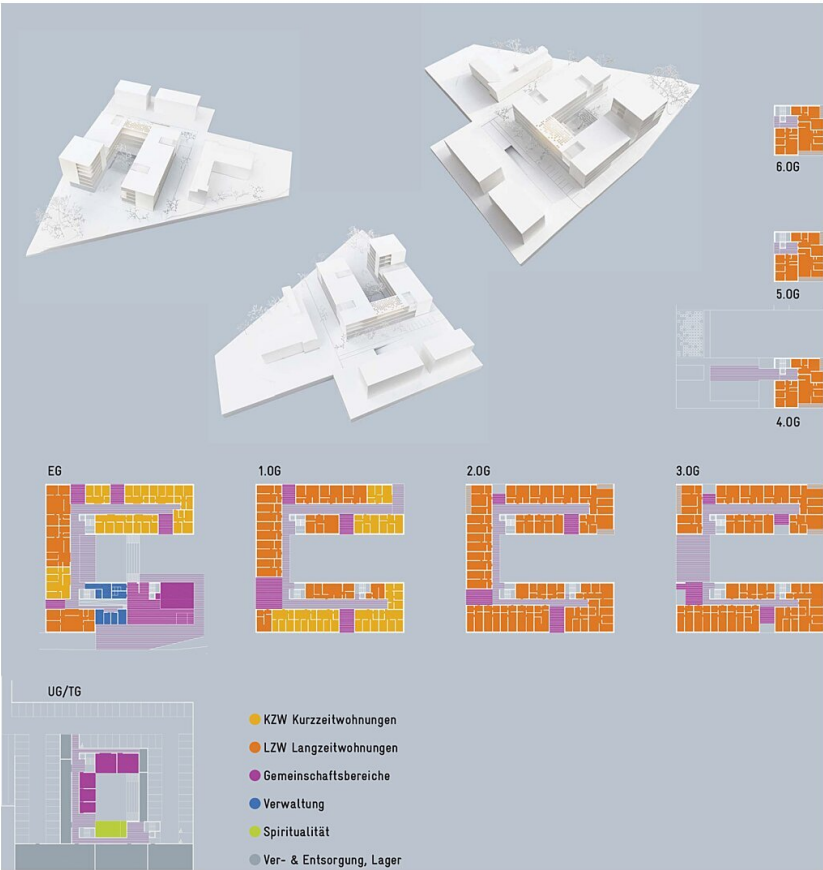 6.OG
5.OG
4.OG
EG
1.OG
2.OG
3.OG
UG/TG
KZW Kurzzeitwohnungen
LZW Langzeitwohnungen
Gemeinschaftsbereiche
Verwaltung
Spiritualität
Ver- & Entsorgung, Lager